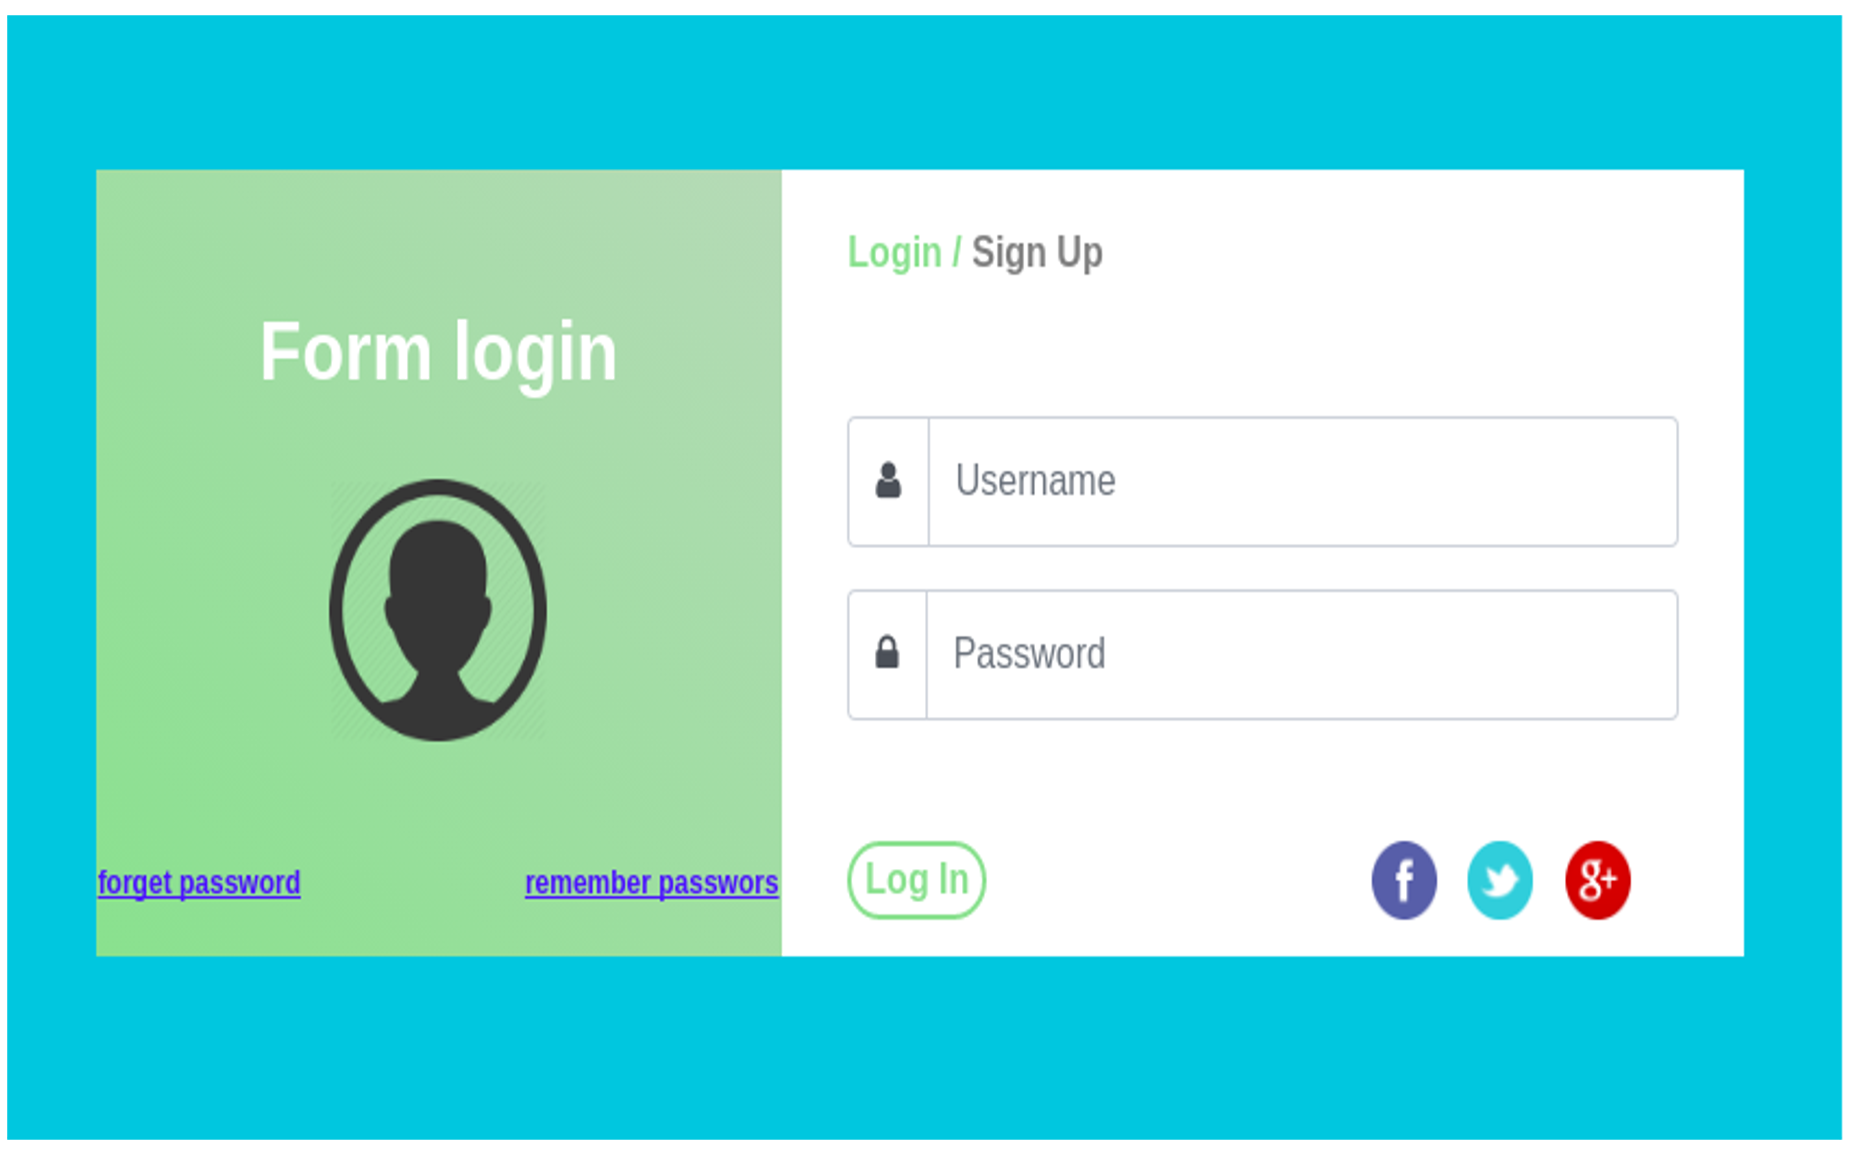 Form login
forget password
remember passwors
Login / Sign Up
Username
Password
Log In
f
g+